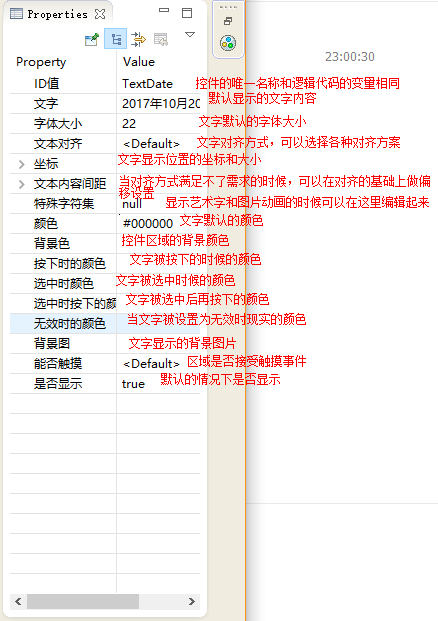 Properties
23:00:30
Property Value
ID值 TextDate 控件的唯一名称和逻辑代码的变量相同
文字 2017年10月20 默认显示的文字内容
字体大小 22 文字默认的字体大小
文本对齐 <Default> 文字对齐方式，可以选择各种对齐方案
坐标 文字显示位置的坐标和大小
文本内容间距 当对齐方式满足不了需求的时候，可以在对齐的基础上做偏
移设置
特殊字符集 null 显示艺术字和图片动画的时候可以在这里编辑起来
颜色 #000000 文字默认的颜色
背景色 控件区域的背景颜色
按下时的颜色 文字被按下的时候的颜色
选中时颜色 文字被选中时候的颜色
选中时按下的颜 文字被选中后再按下的颜色
无效时的颜色 当文字被设置为无效时现实的颜色
背景图 文字显示的背景图片
能否触摸 <Default> 区域是否接受触摸事件
是否显示 true 默认的情况下是否显示